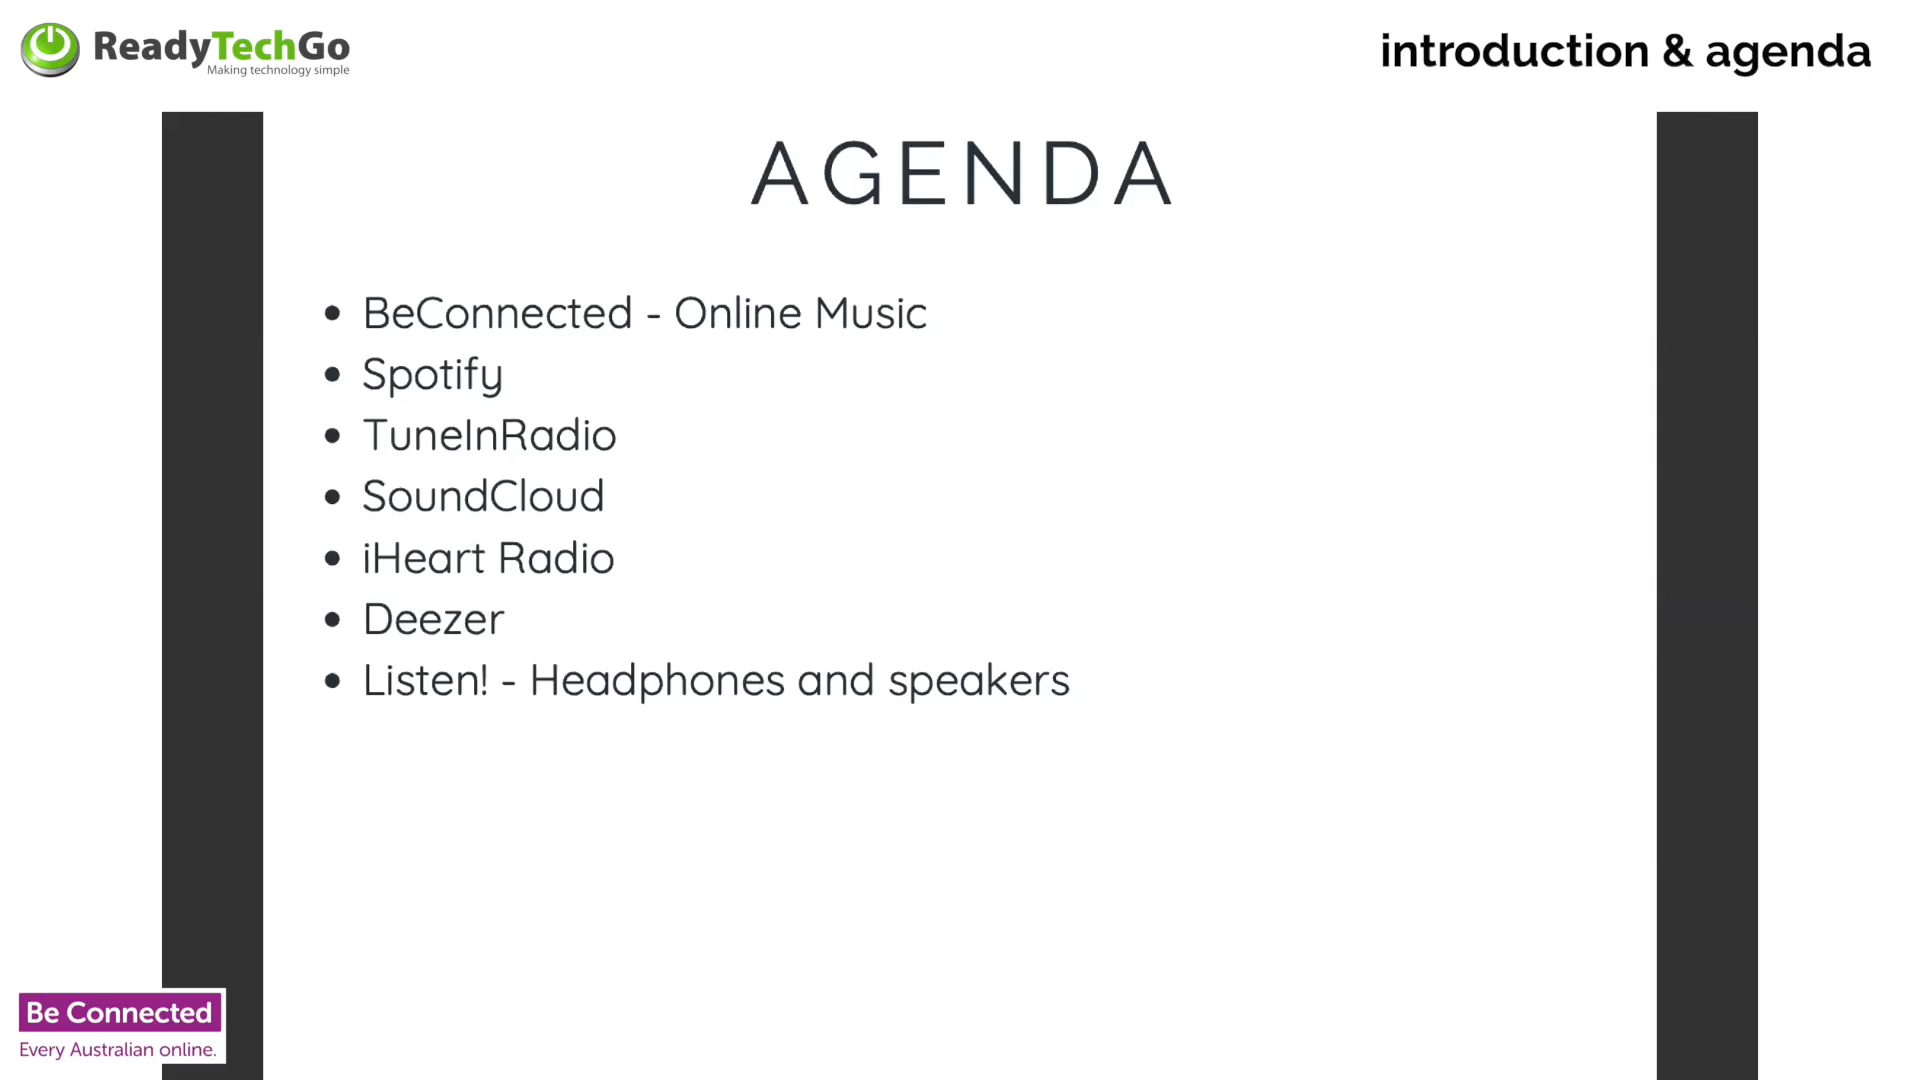 ReadyTechGo
Making technology simple
introduction & agenda
AGENDA
• BeConnected - Online Music
• Spotify
• TuneInRadio
• SoundCloud
• iHeart Radio
• Deezer
• Listen! - Headphones and speakers
Be Connected
Every Australian online.